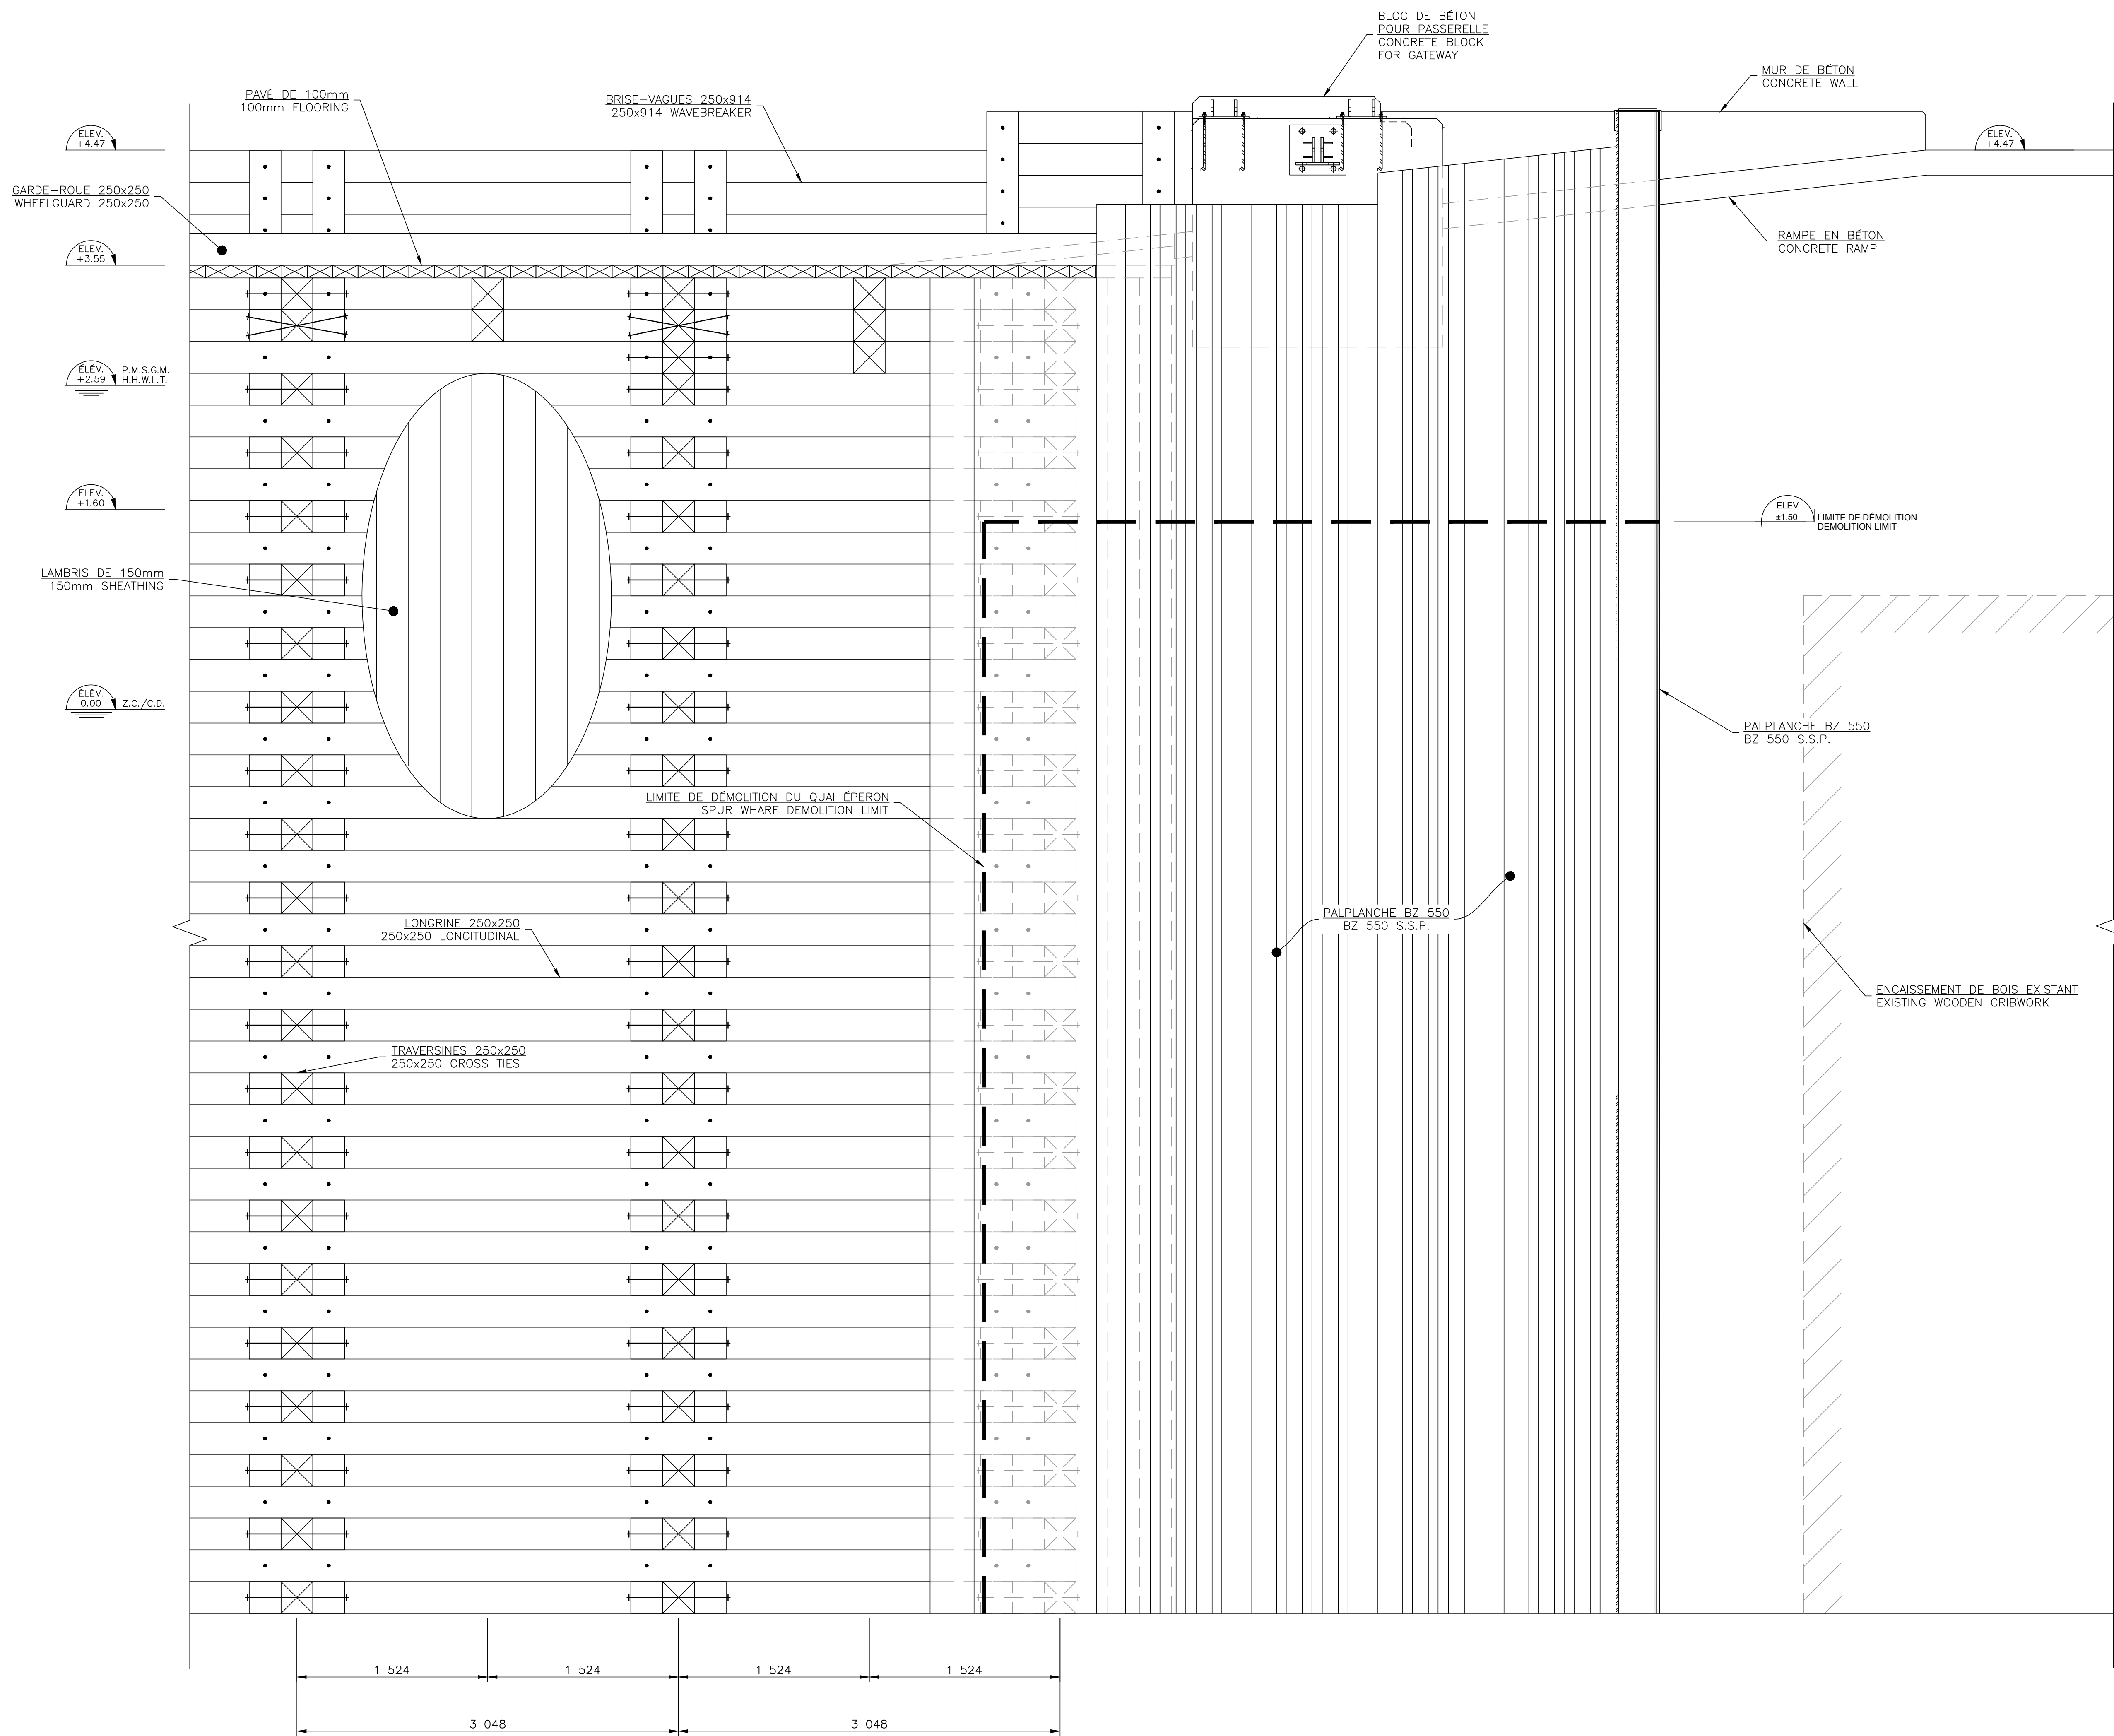 BLOC DE BÉTON
POUR PASSERELLE
CONCRETE BLOCK
FOR GATEWAY
MUR DE BÉTON
CONCRETE WALL
PAVÉ DE 100mm
100mm FLOORING
BRISE-VAGUES 250x914
250x914 WAVEBREAKER
ELEV.
+4.47
ELEV.
+4.47
GARDE-ROUE 250x250
WHEELGUARD 250x250
RAMPE EN BÉTON
CONCRETE RAMP
ELEV.
+3.55
ÉLÉV.
+2.59
P.M.S.G.M.
H.H.W.L.T.
ELEV.
+1.60
ELEV.
±1,50
LIMITE DE DÉMOLITION
DEMOLITION LIMIT
LAMBRIS DE 150mm
150mm SHEATHING
ÉLÉV.
0.00
Z.C./C.D.
PALPLANCHE BZ 550
BZ 550 S.S.P.
LIMITE DE DÉMOLITION DU QUAI ÉPERON
SPUR WHARF DEMOLITION LIMIT
LONGRINE 250x250
250x250 LONGITUDINAL
PALPLANCHE BZ 550
BZ 550 S.S.P.
ENCAISSEMENT DE BOIS EXISTANT
EXISTING WOODEN CRIBWORK
TRAVERSINES 250x250
250x250 CROSS TIES
1 524
1 524
1 524
1 524
3 048
3 048